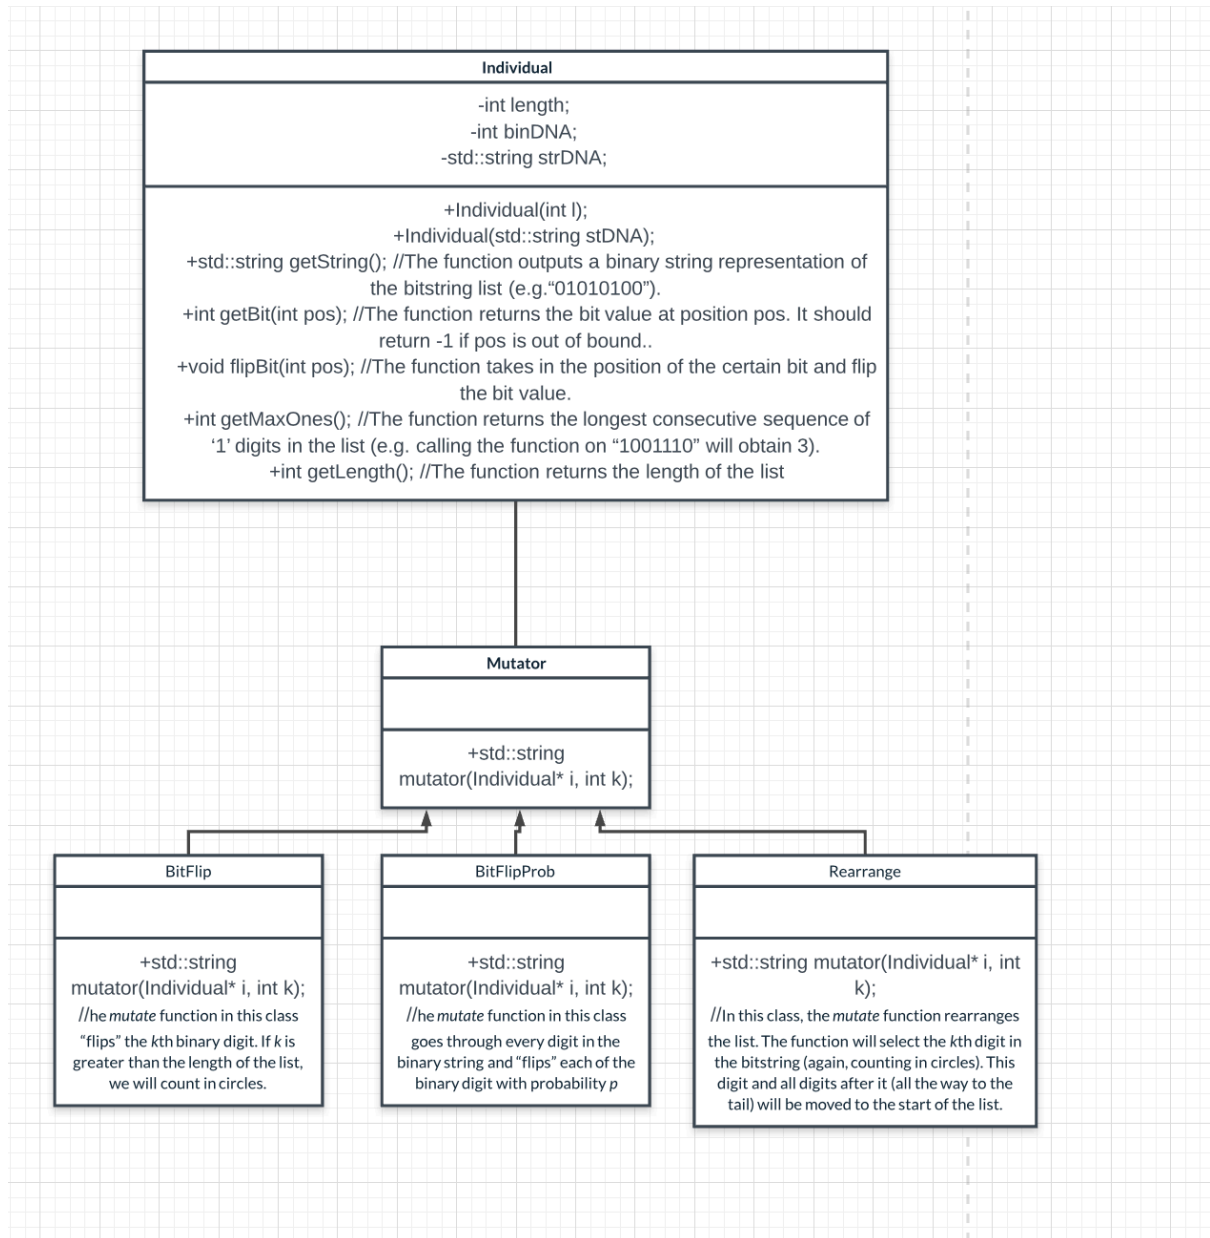 Individual
-int length;
-int binDNA;
-std::string strDNA;
+Individual(int l);
+Individual(std::string stDNA);
+std::string getString(); //The function outputs a binary string representation of
the bitstring list (e.g.“01010100”).
+int getBit(int pos); //The function returns the bit value at position pos. It should
return -1 if pos is out of bound..
+void flipBit(int pos); //The function takes in the position of the certain bit and flip
the bit value.
+int getMaxOnes(); //The function returns the longest consecutive sequence of
‘1’ digits in the list (e.g. calling the function on “1001110” will obtain 3).
+int getLength(); //The function returns the length of the list
Mutator
+std::string
mutator(Individual* i, int k);
BitFlip
+std::string
mutator(Individual* i, int k);
//he mutate function in this class
“flips” the kth binary digit. If k is
greater than the length of the list,
we will count in circles.
BitFlipProb
+std::string
mutator(Individual* i, int k);
//he mutate function in this class
goes through every digit in the
binary string and “flips” each of the
binary digit with probability p
Rearrange
+std::string mutator(Individual* i, int
k);
//In this class, the mutate function rearranges
the list. The function will select the kth digit in
the bitstring (again, counting in circles). This
digit and all digits after it (all the way to the
tail) will be moved to the start of the list.